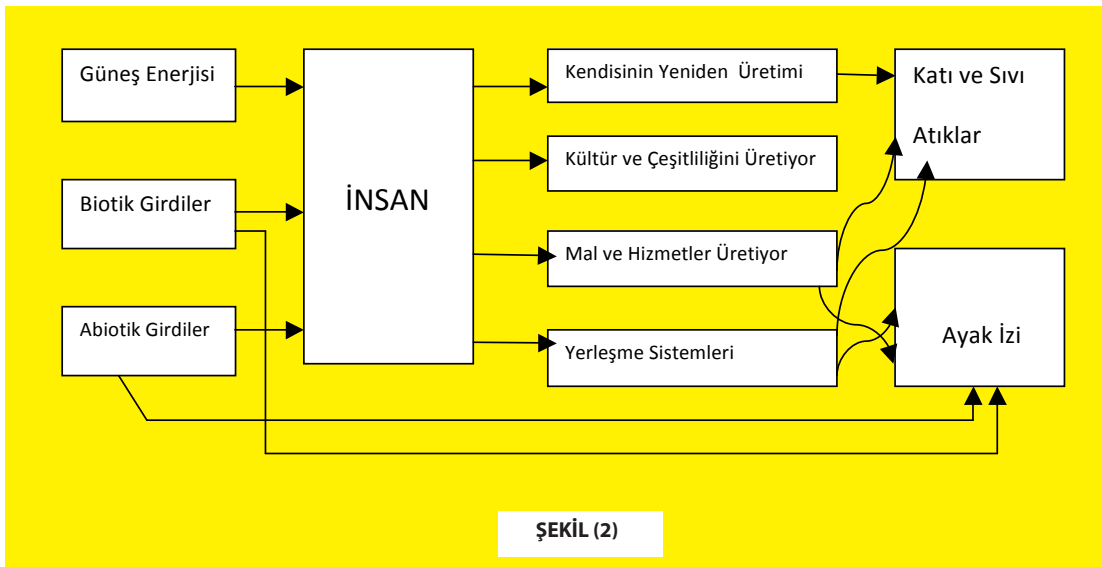 Güneş Enerjisi
Biotik Girdiler
Abiotik Girdiler
İNSAN
Kendisinin Yeniden Üretimi
Kültür ve Çeşitliliğini Üretiyor
Mal ve Hizmetler Üretiyor
Yerleşme Sistemleri
Katı ve Sıvı
Atıklar
Ayak İzi
ŞEKİL (2)